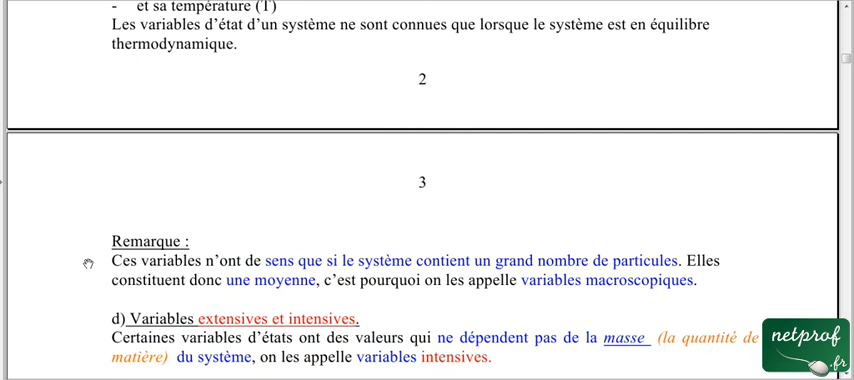 - et sa température (T)
Les variables d’état d’un système ne sont connues que lorsque le système est en équilibre
thermodynamique.
2
3
Remarque :
Ces variables n’ont de sens que si le système contient un grand nombre de particules. Elles
constituent donc une moyenne, c’est pourquoi on les appelle variables macroscopiques.
d) Variables extensives et intensives.
Certaines variables d’états ont des valeurs qui ne dépendent pas de la masse (la quantité de
matière) du système, on les appelle variables intensives.
netprof
.fr